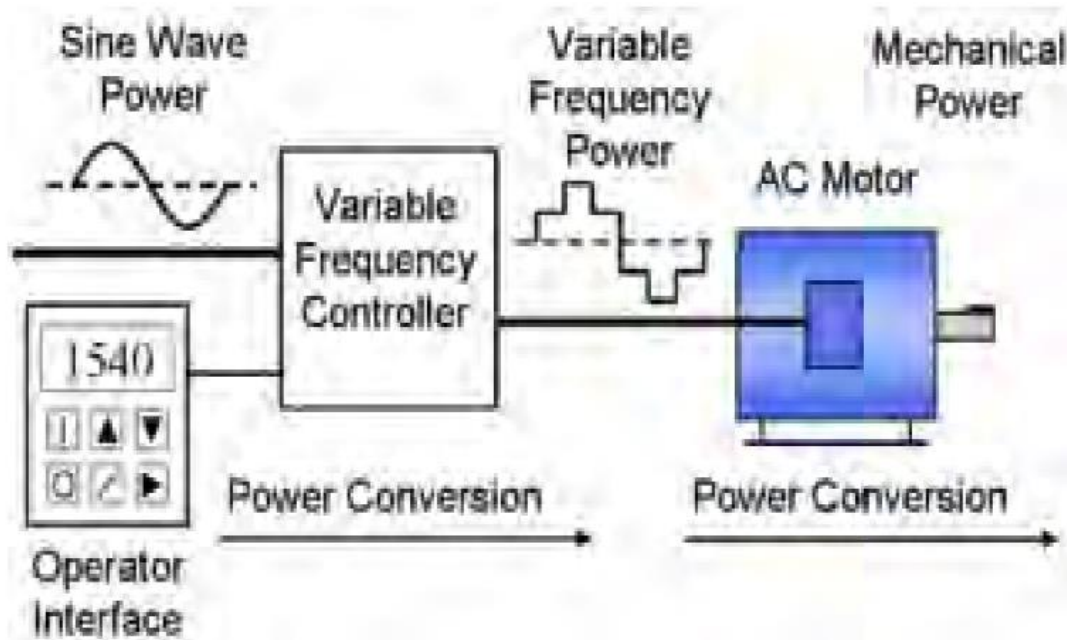 Sine Wave
Power
Variable
Frequency
Power
Mechanical
Power
AC Motor
Variable
Frequency
Controller
1540
Power Conversion
Power Conversion
Operator
Interface